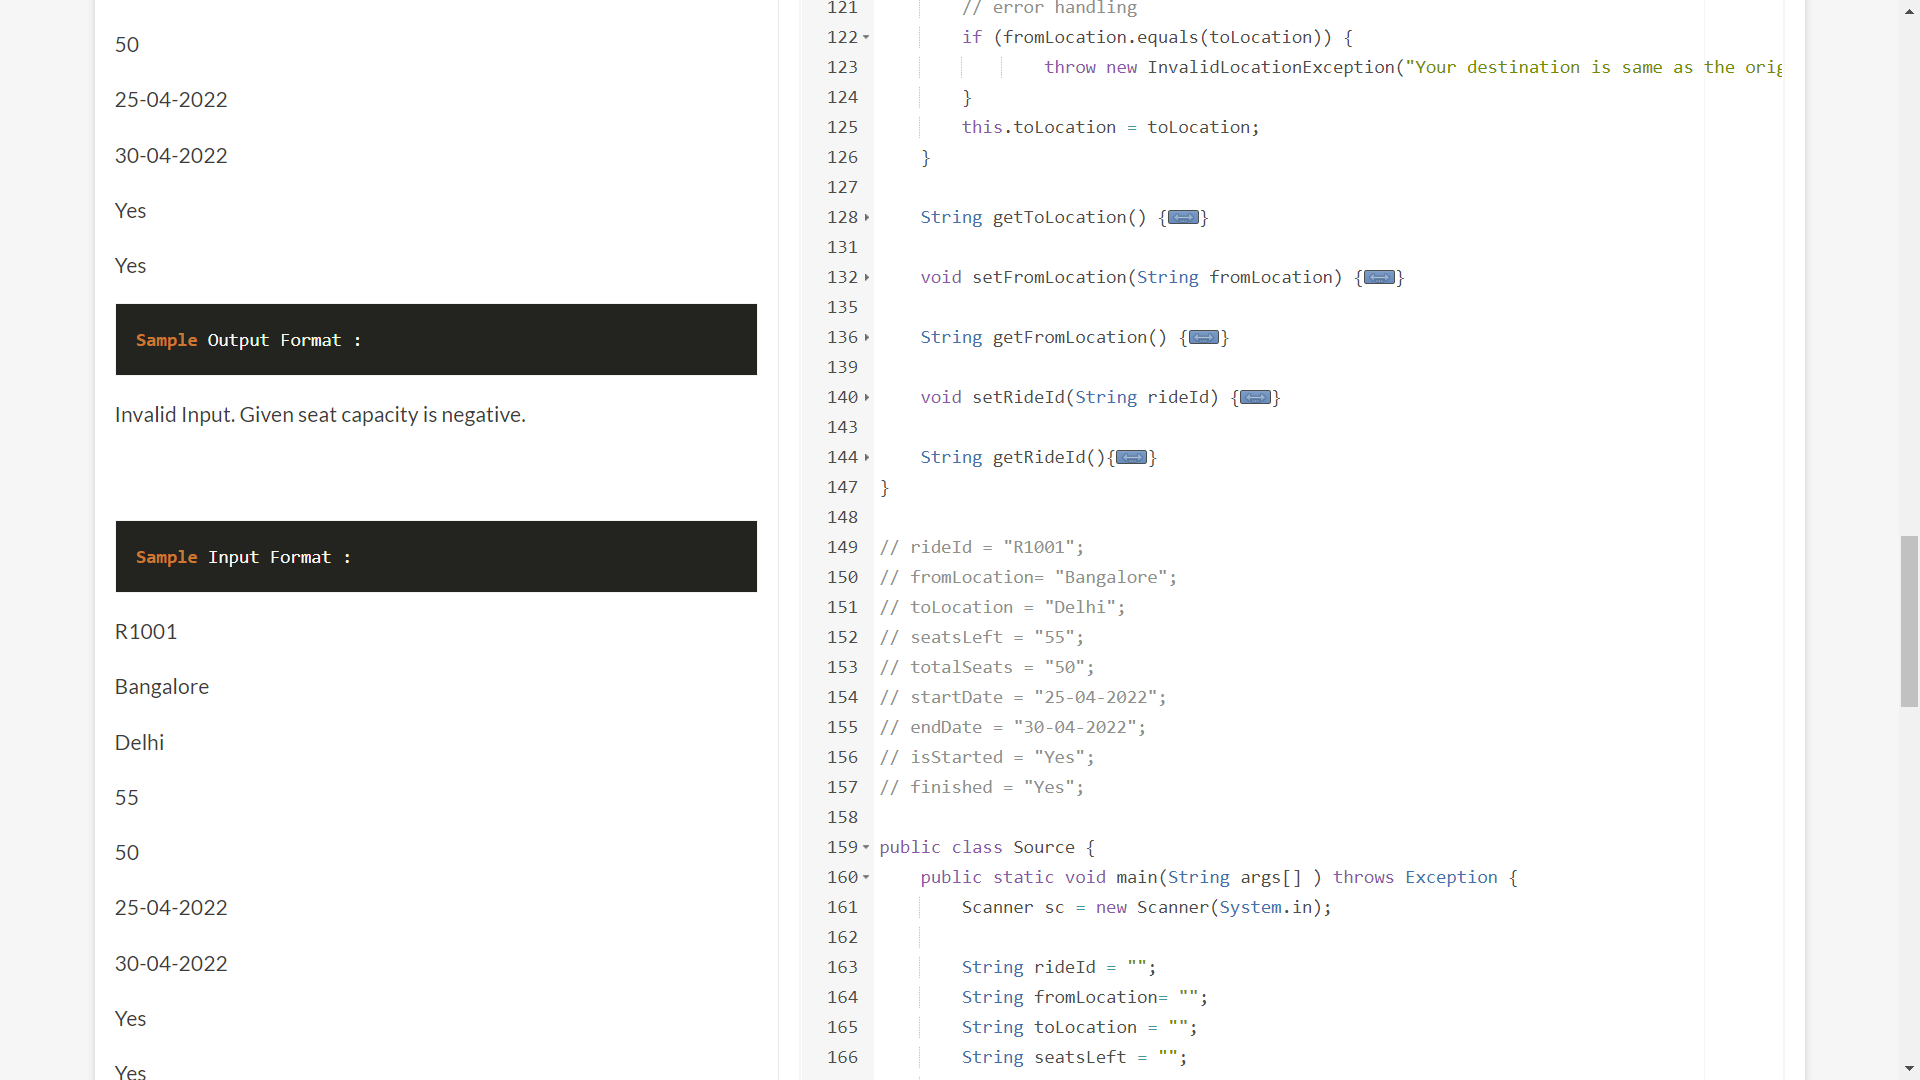 50
25-04-2022
30-04-2022
Yes
Yes
Sample Output Format :
Invalid Input. Given seat capacity is negative.
Sample Input Format :
R1001
Bangalore
Delhi
55
50
25-04-2022
30-04-2022
Yes
Yes
121 // error handling
122 if (fromLocation.equals(toLocation)) {
123 throw new InvalidLocationException("Your destination is same as the orig
124 }
125 this.toLocation = toLocation;
126 }
127
128 String getToLocation() {}
131
132 void setFromLocation(String fromLocation) {}
135
136 String getFromLocation() {}
139
140 void setRideId(String rideId) {}
143
144 String getRideId(){}
147 }
148
149 // rideId = "R1001";
150 // fromLocation= "Bangalore";
151 // toLocation = "Delhi";
152 // seatsLeft = "55";
153 // totalSeats = "50";
154 // startDate = "25-04-2022";
155 // endDate = "30-04-2022";
156 // isStarted = "Yes";
157 // finished = "Yes";
158
159 public class Source {
160 public static void main(String args[] ) throws Exception {
161 Scanner sc = new Scanner(System.in);
162
163 String rideId = "";
164 String fromLocation= "";
165 String toLocation = "";
166 String seatsLeft = "";